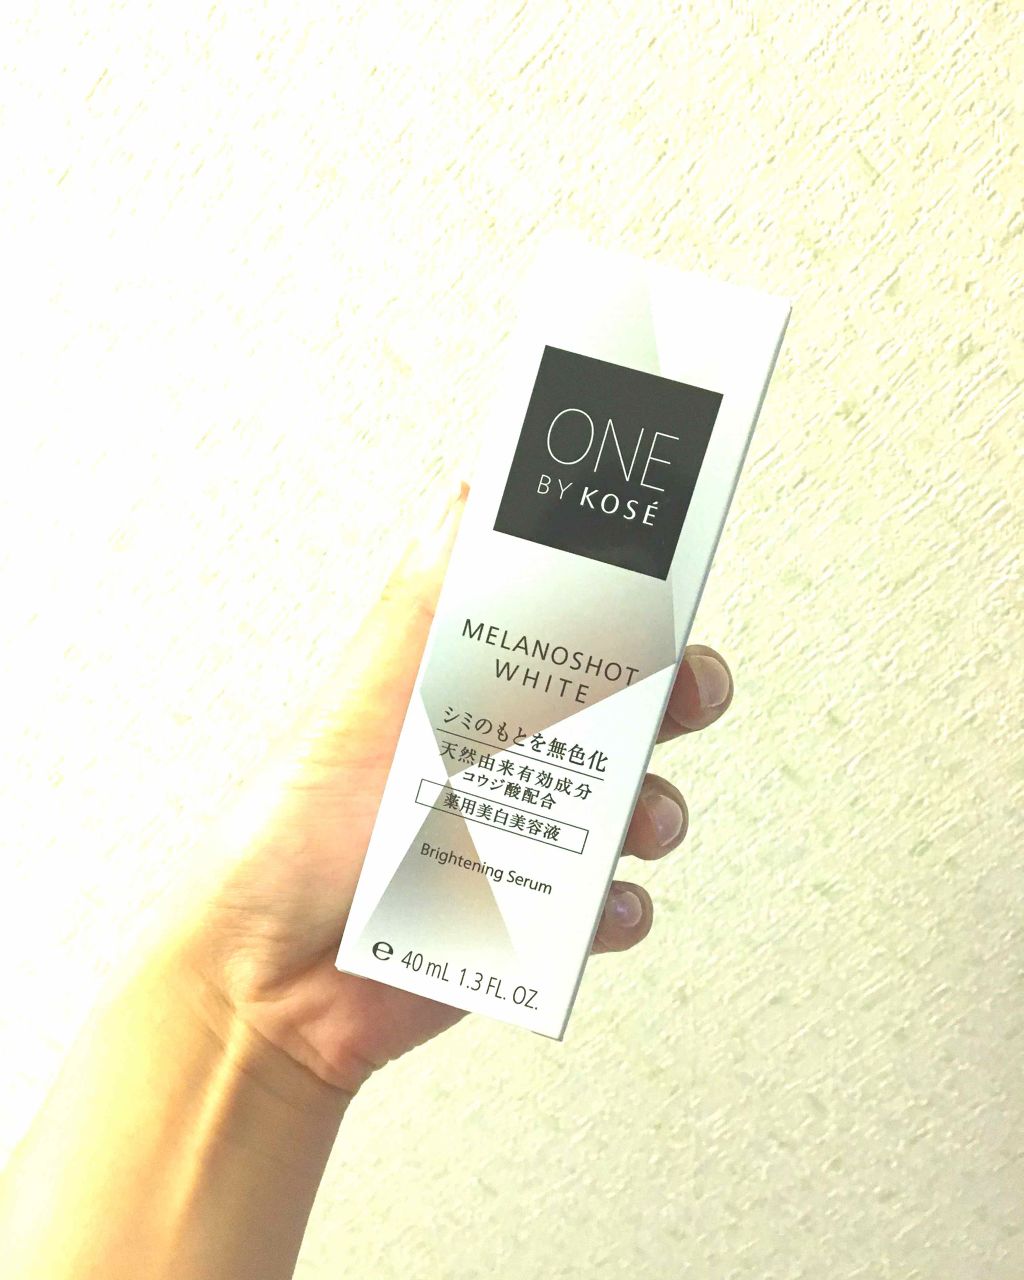 ONE
BY KOSÉ
MELANOSHOT
WHITE
シミのもとを無色化
天然由来有効成分
コウジ酸配合
薬用美白美容液
Brightening Serum
℮ 40 mL 1.3 FL. OZ.